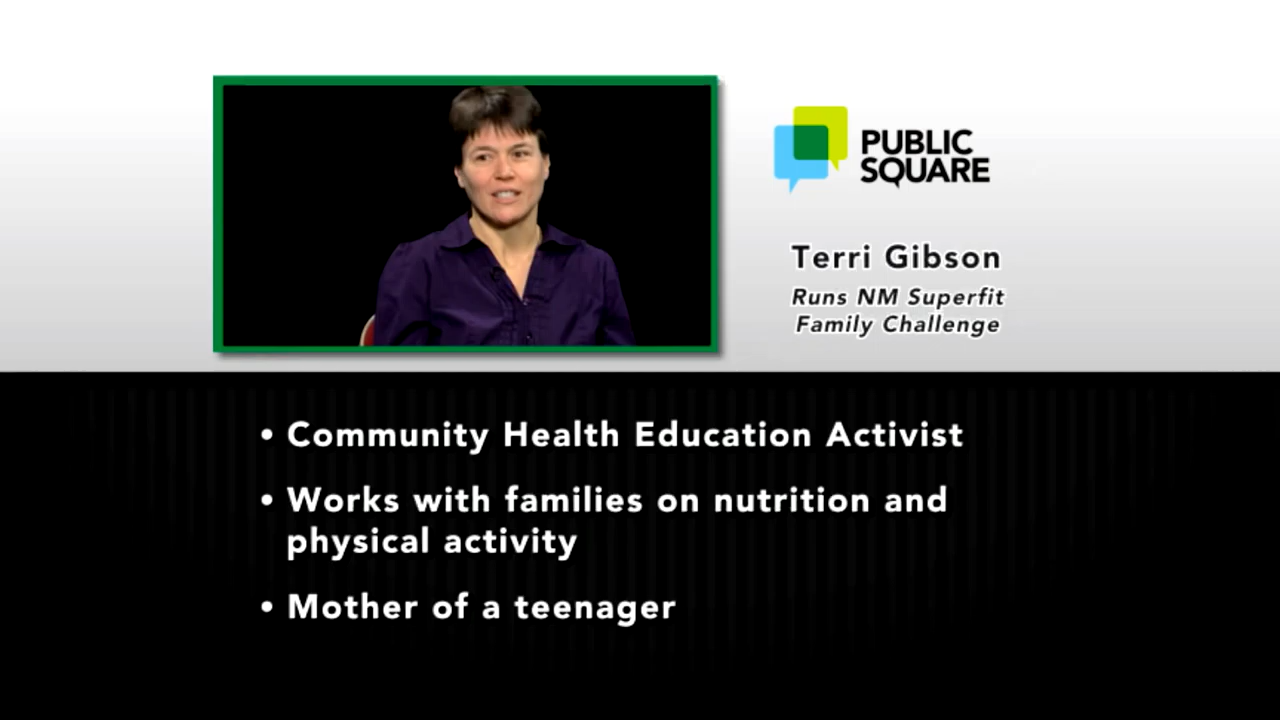 PUBLIC
SQUARE
Terri Gibson
Runs NM Superfit
Family Challenge
• Community Health Education Activist
• Works with families on nutrition and
physical activity
• Mother of a teenager